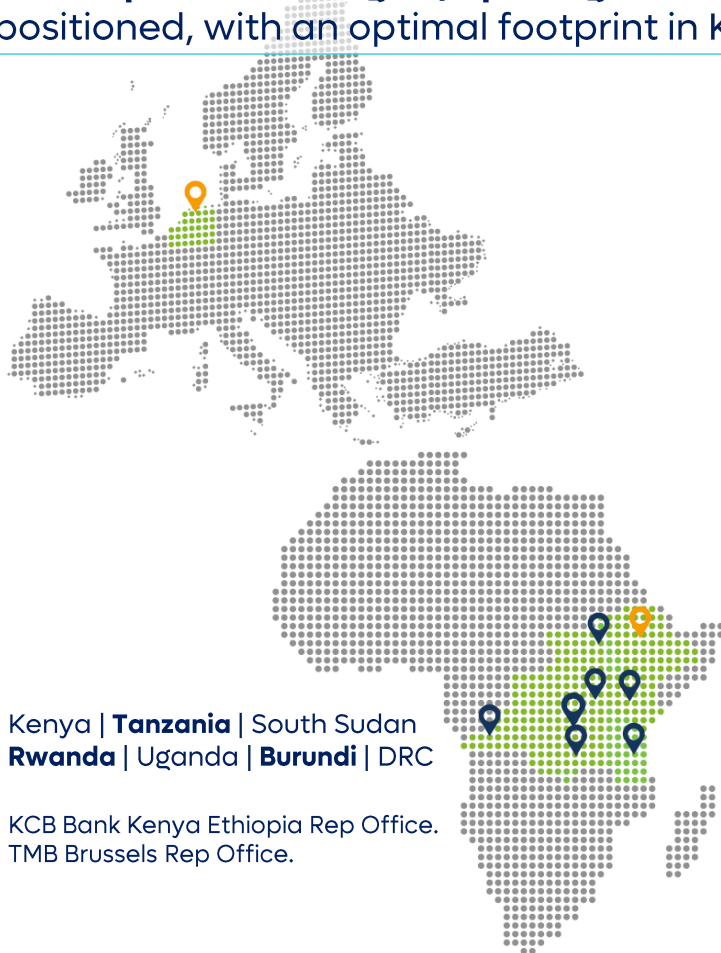 positioned, with an optimal footprint in
Kenya | Tanzania | South Sudan
Rwanda | Uganda | Burundi | DRC
KCB Bank Kenya Ethiopia Rep Office.
TMB Brussels Rep Office.